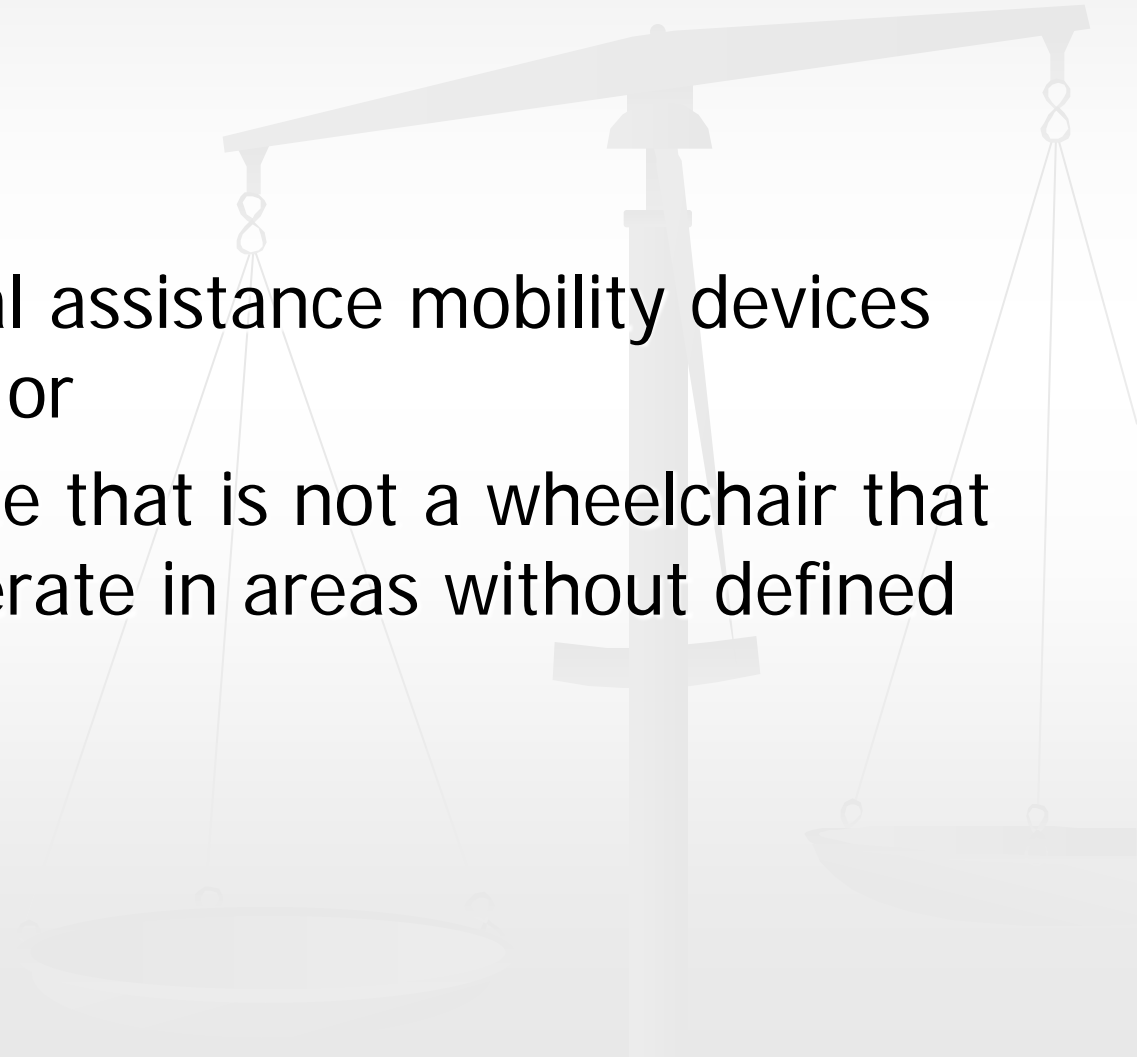 al assistance mobility devices
or
e that is not a wheelchair that
erate in areas without defined